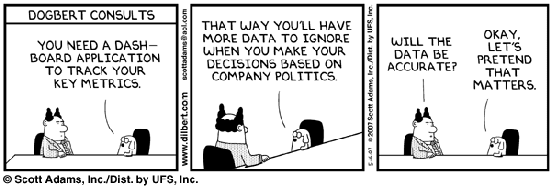 DOGBERT CONSULTS
YOU NEED A DASH-
BOARD APPLICATION
TO TRACK YOUR
KEY METRICS.
www.dilbert.com
scottadams@aol.com
THAT WAY YOU'LL HAVE
MORE DATA TO IGNORE
WHEN YOU MAKE YOUR
DECISIONS BASED ON
COMPANY POLITICS.
© 2007 Scott Adams, Inc./Dist. by UFS, Inc.
WILL THE
DATA BE
ACCURATE?
OKAY,
LET'S
PRETEND
THAT
MATTERS.
© Scott Adams, Inc./Dist. by UFS, Inc.